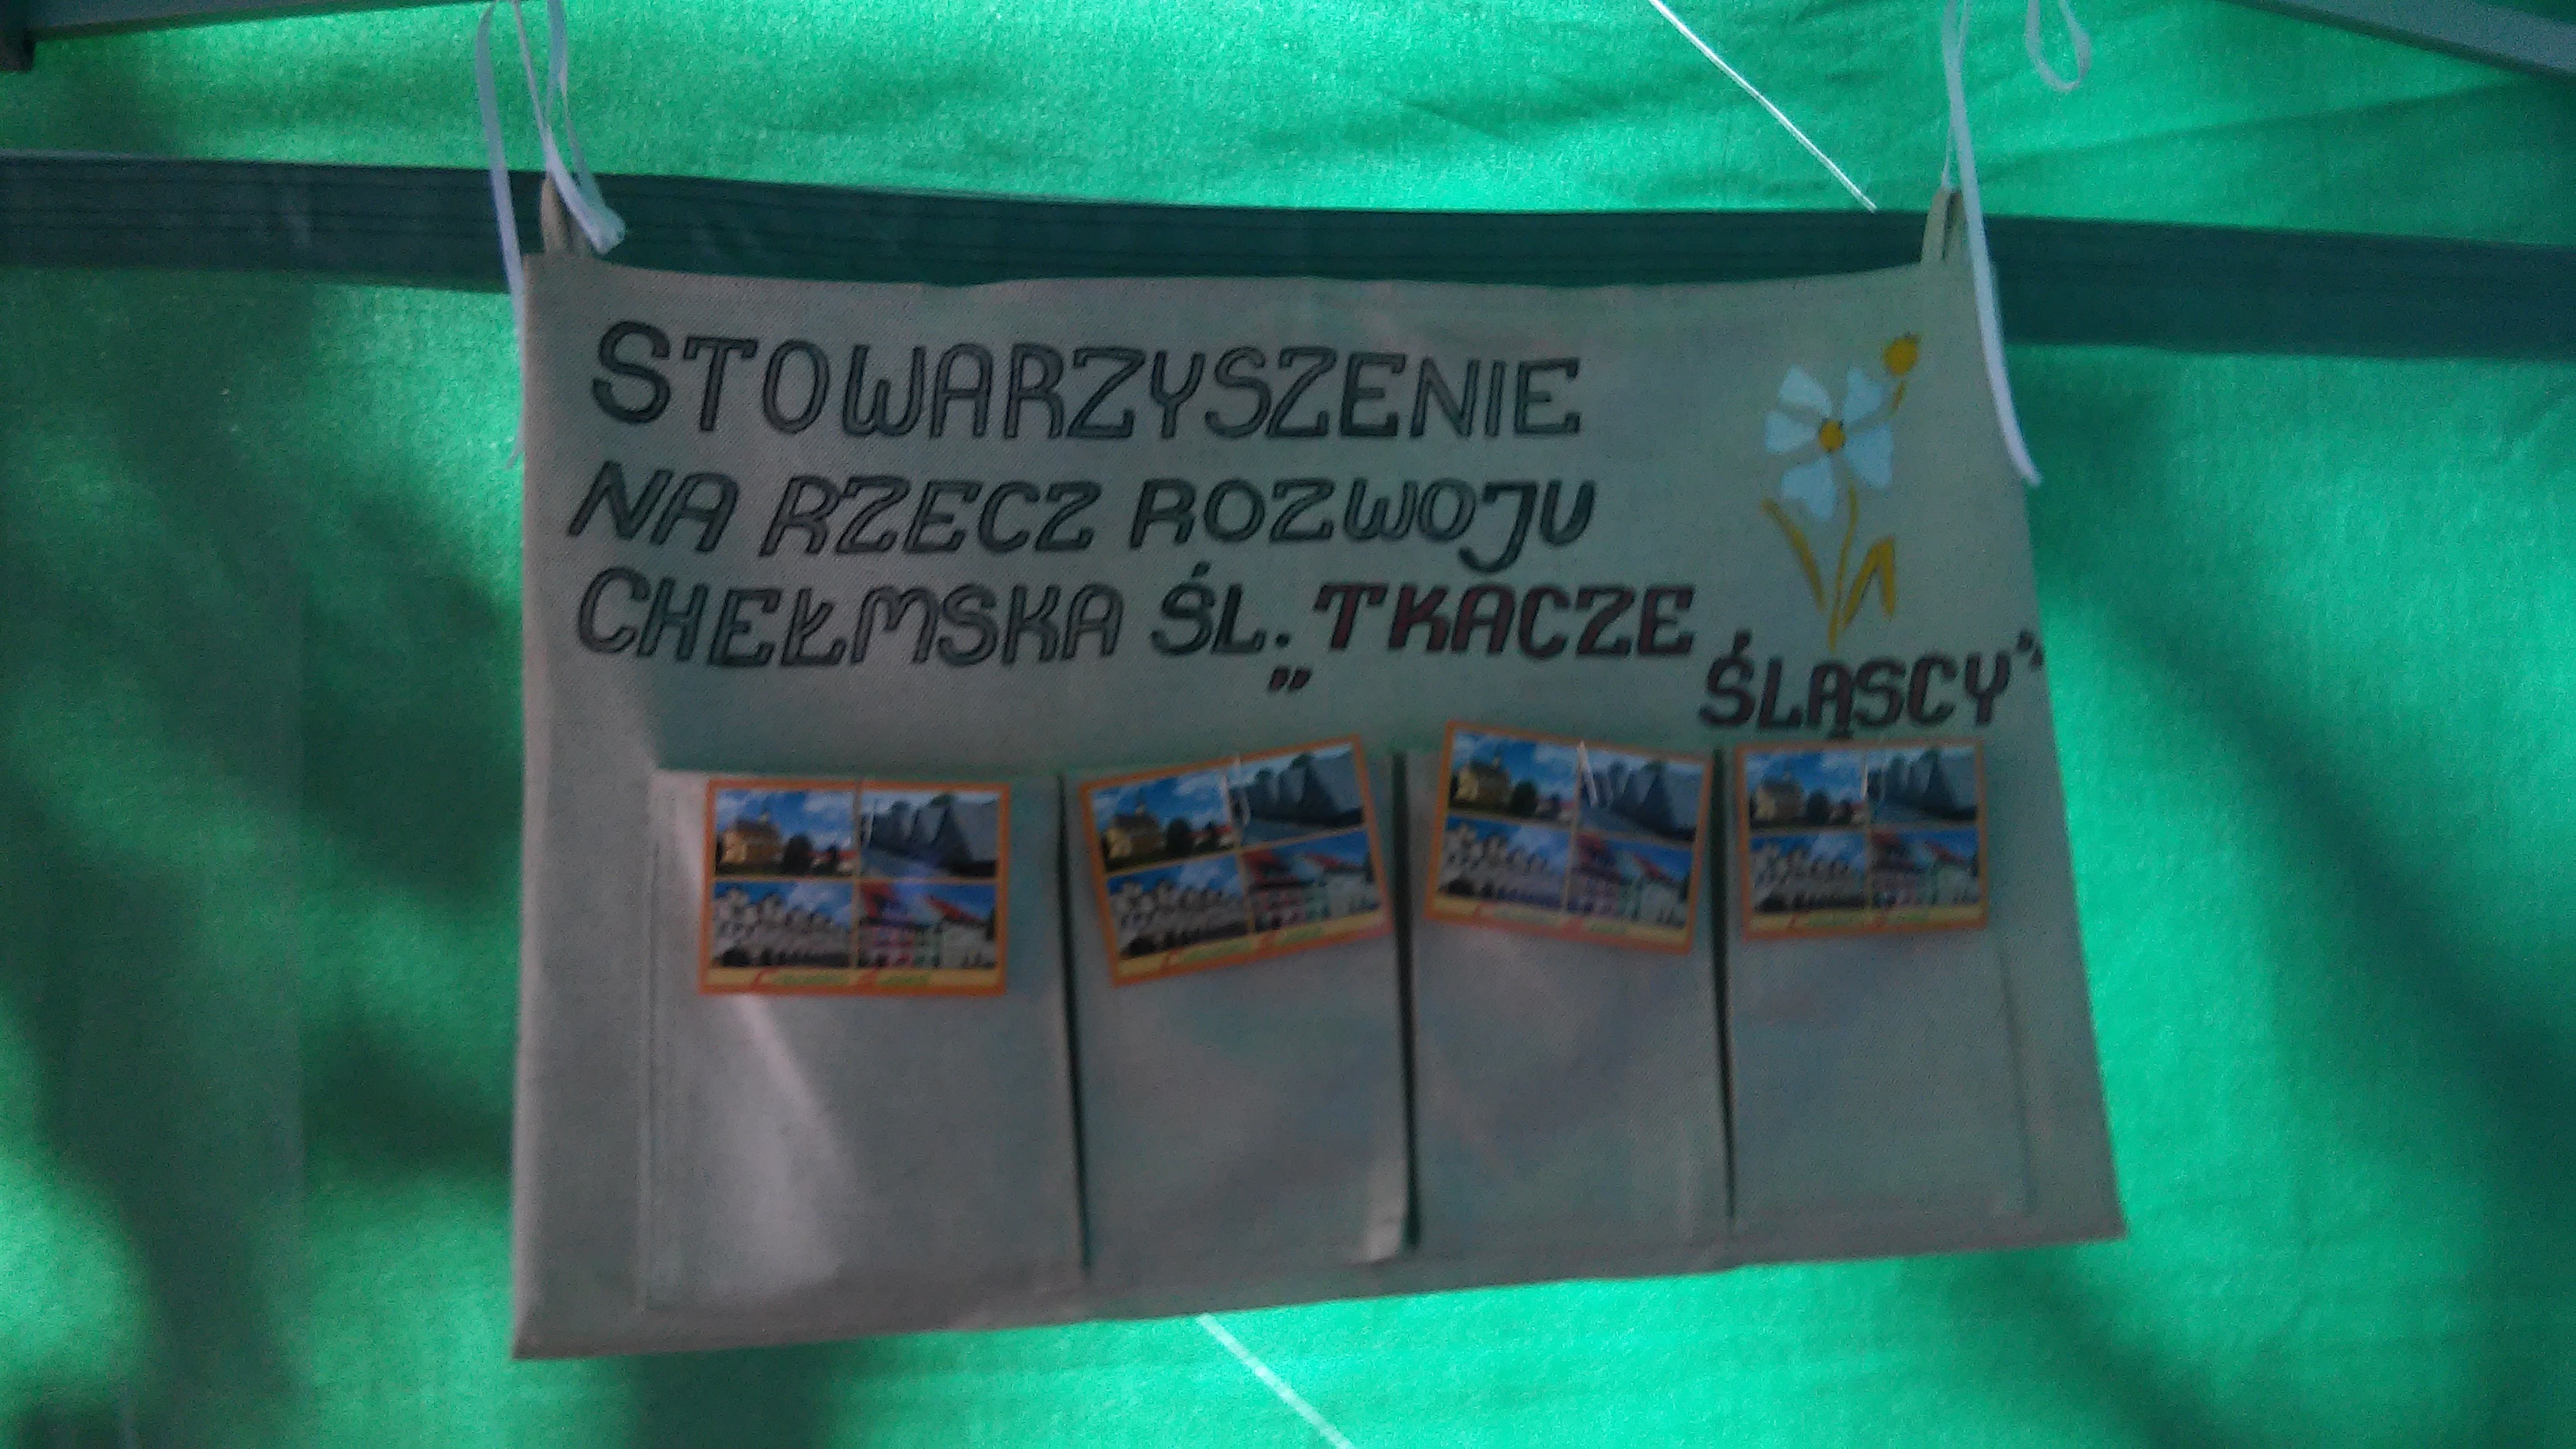 STOWARZYSZENIE
NA RZECZ ROZWOJU
CHEŁMSKA ŚL. „TKACZE
ŚLĄSCY”